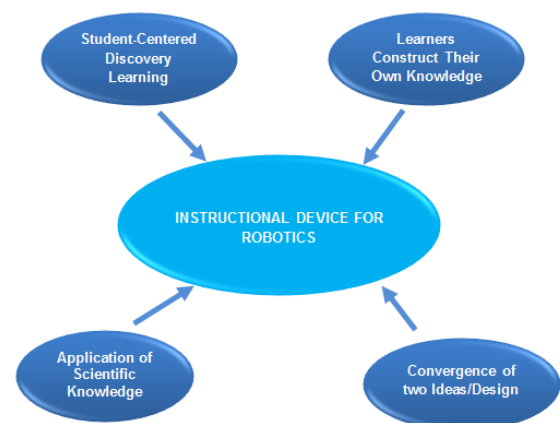 Student-Centered
Discovery
Learning
Learners
Construct Their
Own Knowledge
INSTRUCTIONAL DEVICE FOR
ROBOTICS
Application of
Scientific
Knowledge
Convergence of
two Ideas/Design